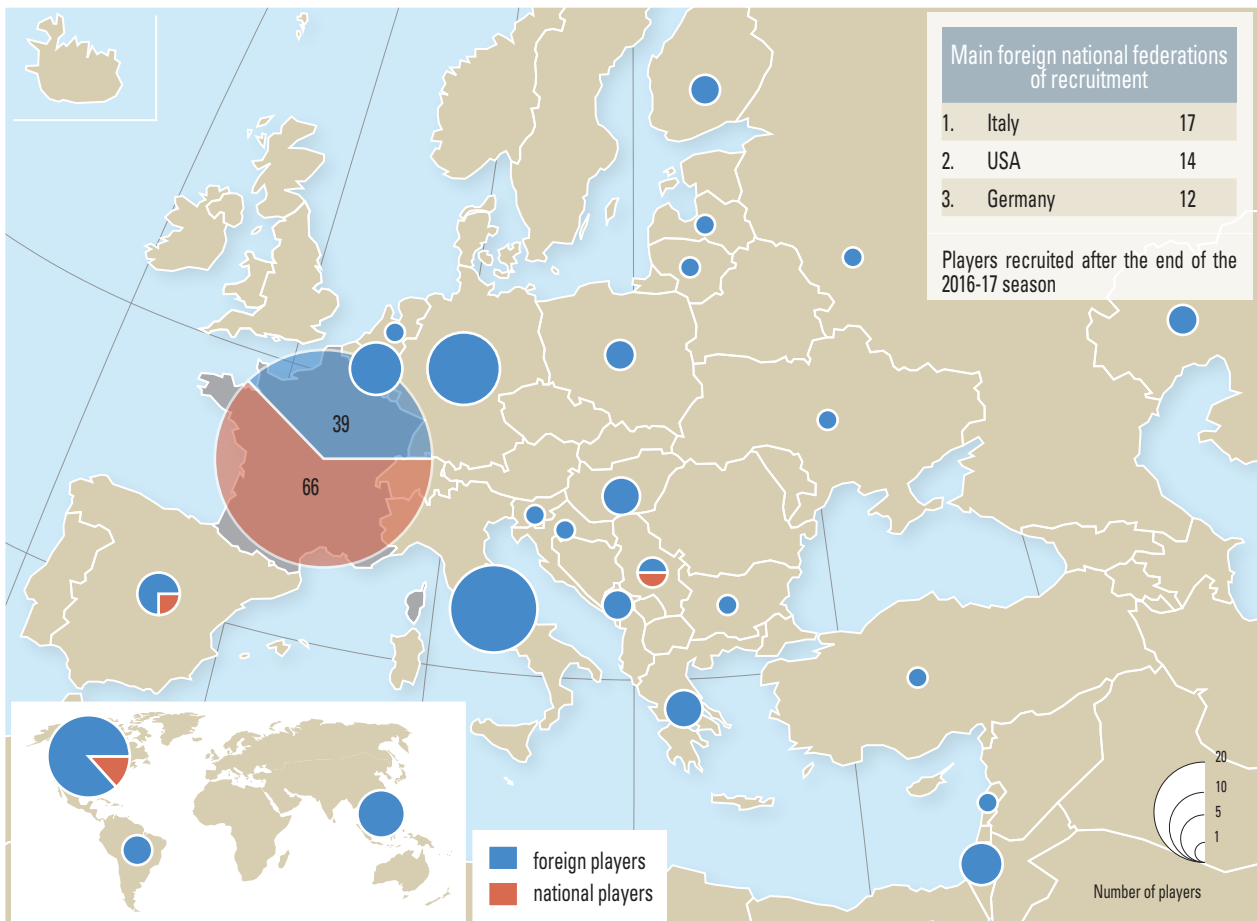 Main foreign national federations
of recruitment
1. Italy 17
2. USA 14
3. Germany 12
Players recruited after the end of the
2016-17 season
39
66
20
10
5
1
Number of players
foreign players
national players